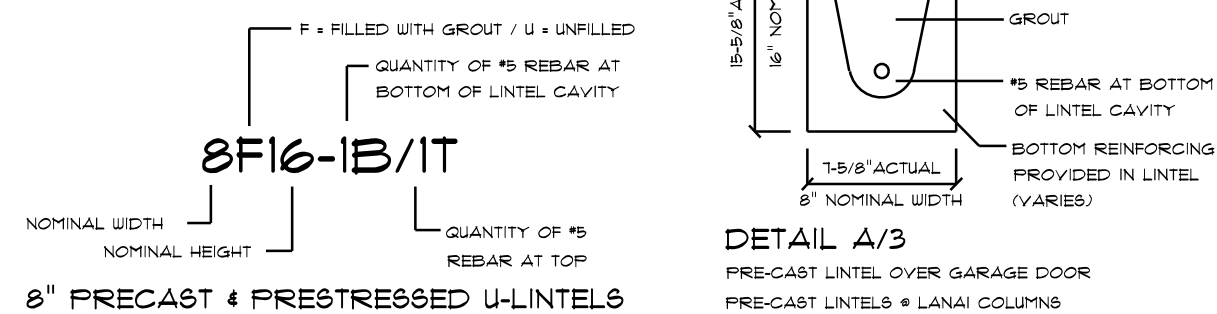 F = FILLED WITH GROUT / U = UNFILLED
QUANTITY OF #5 REBAR AT
BOTTOM OF LINTEL CAVITY
8F16-1B/1T
NOMINAL WIDTH
NOMINAL HEIGHT
QUANTITY OF #5
REBAR AT TOP
8" PRECAST & PRESTRESSED U-LINTELS
15-5/8"A
16" NOM
GROUT
#5 REBAR AT BOTTOM
OF LINTEL CAVITY
BOTTOM REINFORCING
PROVIDED IN LINTEL
(VARIES)
7-5/8"ACTUAL
8" NOMINAL WIDTH
DETAIL A/3
PRE-CAST LINTEL OVER GARAGE DOOR
PRE-CAST LINTELS @ LANAI COLUMNS